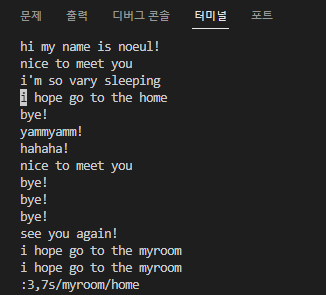 문제 출력 디버그 콘솔 터미널 포트
hi my name is noeul!
nice to meet you
i'm so vary sleeping
i hope go to the home
bye!
yammyamm!
hahaha!
nice to meet you
bye!
bye!
bye!
see you again!
i hope go to the myroom
i hope go to the myroom
:3,7s/myroom/home